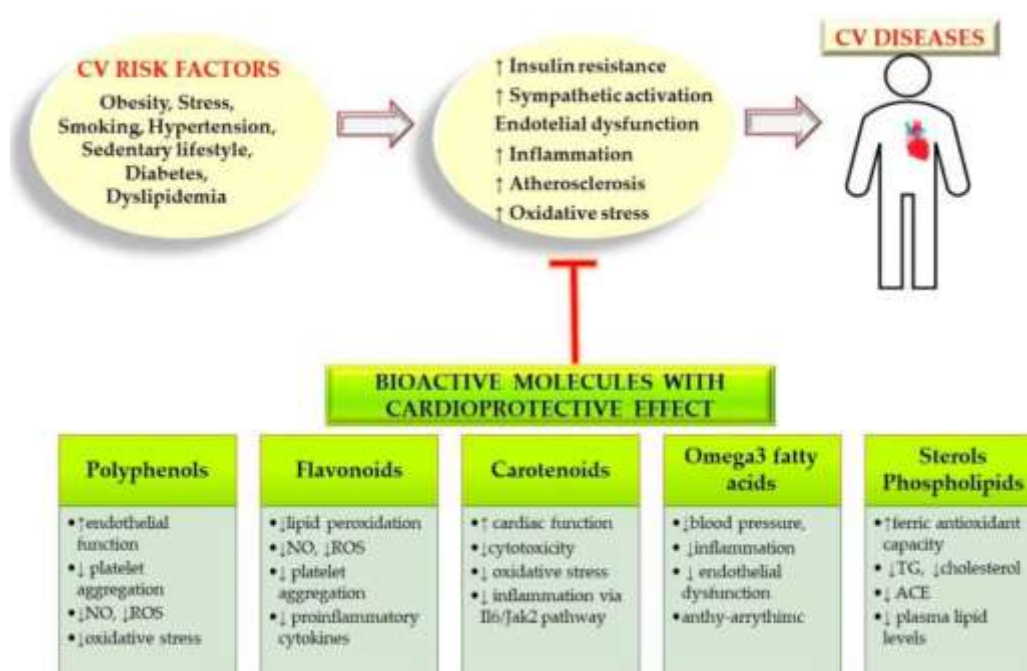 CV RISK FACTORS
Obesity, Stress,
Smoking, Hypertension,
Sedentary lifestyle,
Diabetes,
Dyslipidemia
↑ Insulin resistance
↑ Sympathetic activation
Endotelial dysfunction
↑ Inflammation
↑ Atherosclerosis
↑ Oxidative stress
CV DISEASES
BIOACTIVE MOLECULES WITH
CARDIOPROTECTIVE EFFECT
Polyphenols
•↑endothelial
function
•↓ platelet
aggregation
•↓NO, ↓ROS
•↓oxidative stress
Flavonoids
•↓lipid peroxidation
•↓NO, ↓ROS
•↓ platelet
aggregation
•↓ proinflammatory
cytokines
Carotenoids
•↑ cardiac function
•↓cytotoxicity
•↓ oxidative stress
•↓ inflammation via
Il6/Jak2 pathway
Omega3 fatty
acids
•↓blood pressure,
•↓inflammation
•↓ endothelial
dysfunction
•anthy-arrythimc
Sterols
Phospholipids
•↑ferric antioxidant
capacity
•↓TG, ↓cholesterol
•↓ ACE
•↓ plasma lipid
levels